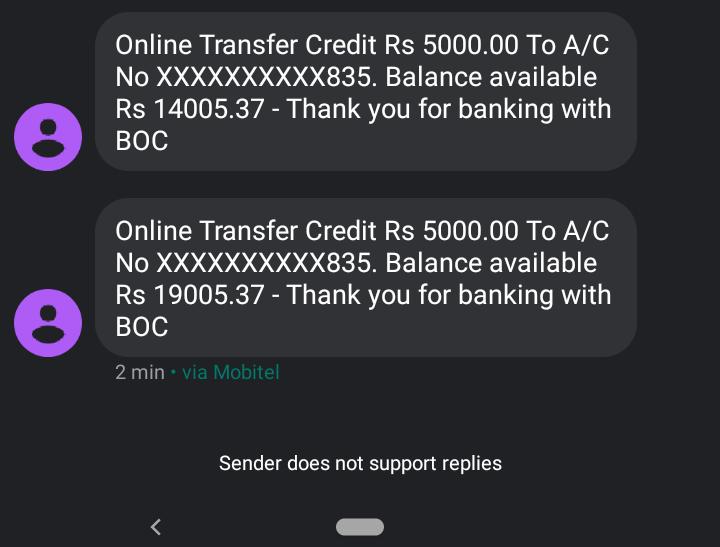 Online Transfer Credit Rs 5000.00 To A/C
No XXXXXXXXXX835. Balance available
Rs 14005.37 - Thank you for banking with
BOC
Online Transfer Credit Rs 5000.00 To A/C
No XXXXXXXXXX835. Balance available
Rs 19005.37 - Thank you for banking with
BOC
2 min • via Mobitel
Sender does not support replies